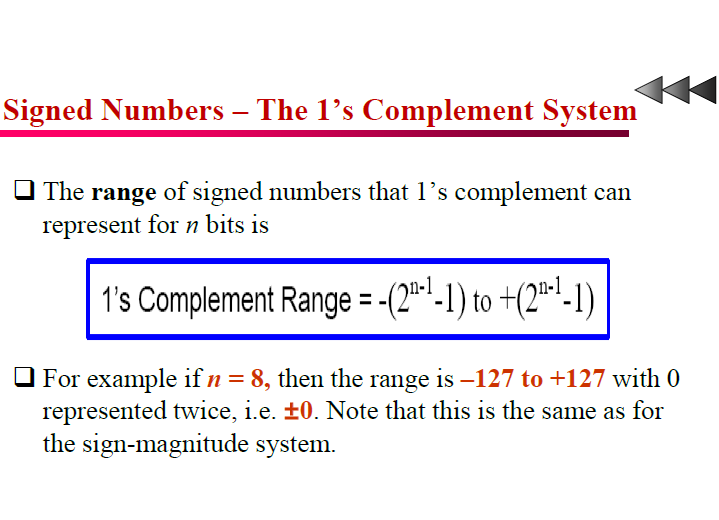 Signed Numbers – The 1’s Complement System
❑ The range of signed numbers that 1’s complement can
represent for n bits is
1’s Complement Range = -(2ⁿ⁻¹-1) to +(2ⁿ⁻¹-1)
❑ For example if n = 8, then the range is –127 to +127 with 0
represented twice, i.e. ±0. Note that this is the same as for
the sign-magnitude system.